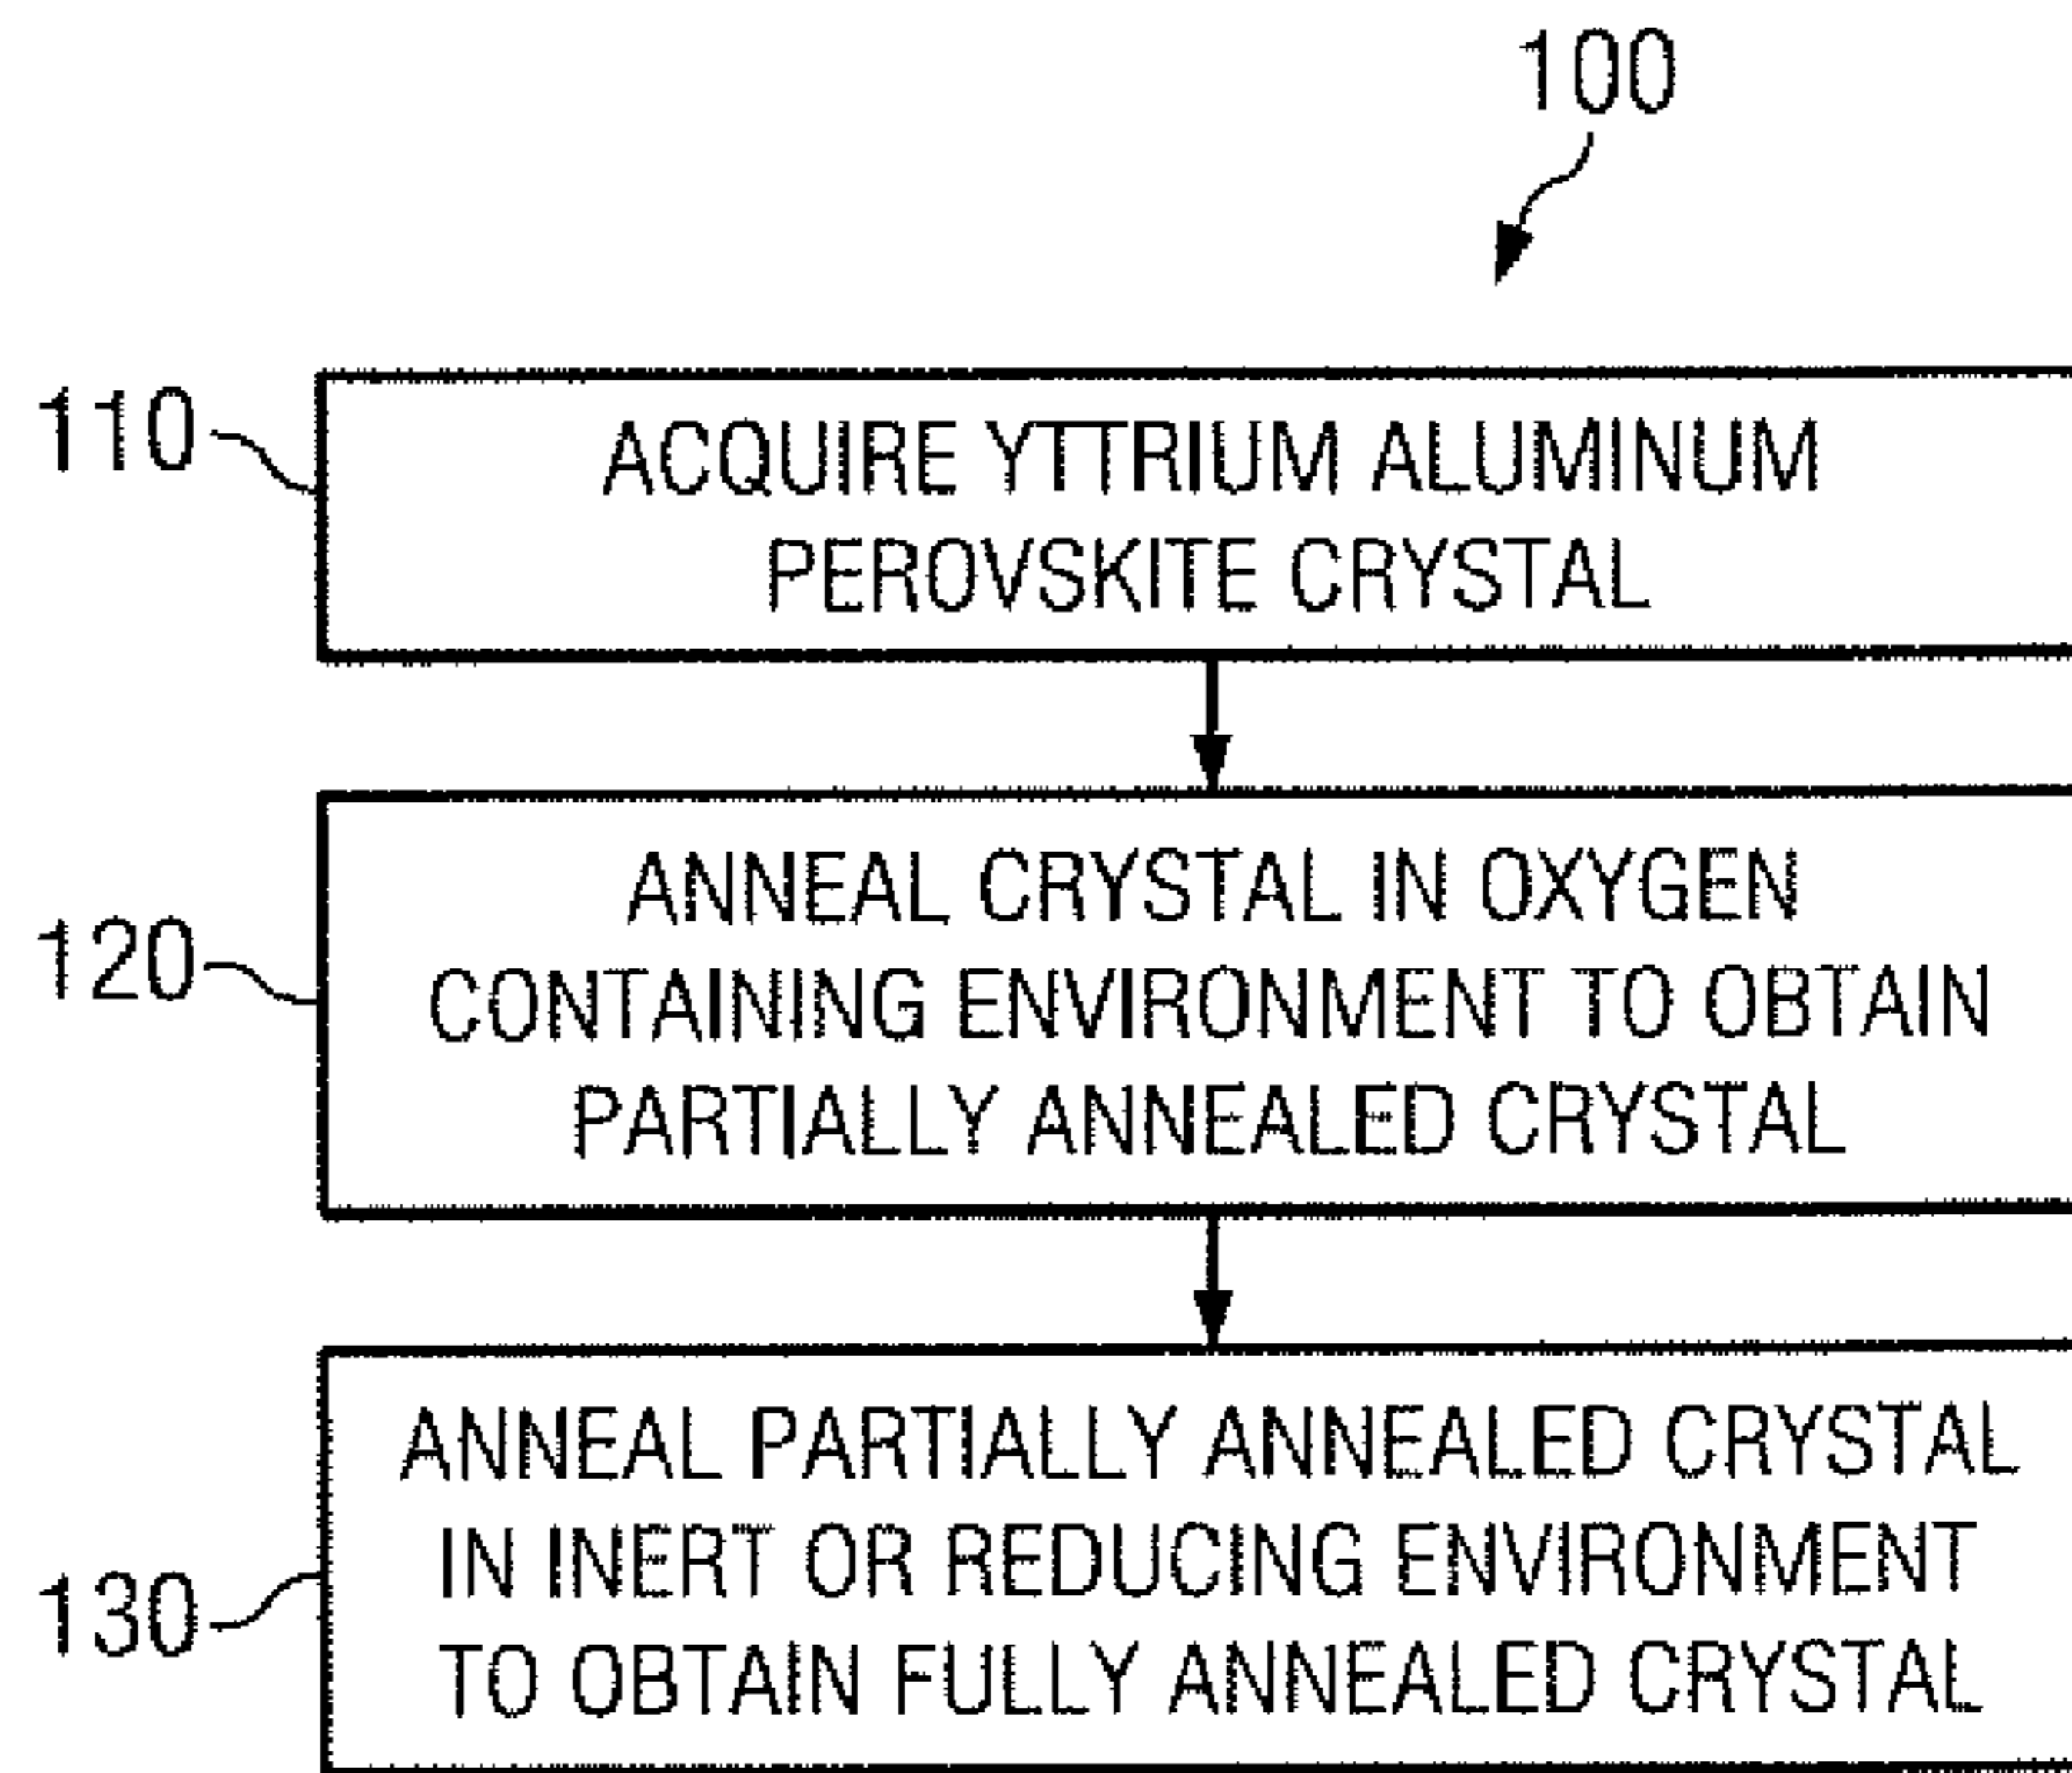 100
110
ACQUIRE YTTRIUM ALUMINUM
PEROVSKITE CRYSTAL
120
ANNEAL CRYSTAL IN OXYGEN
CONTAINING ENVIRONMENT TO OBTAIN
PARTIALLY ANNEALED CRYSTAL
130
ANNEAL PARTIALLY ANNEALED CRYSTAL
IN INERT OR REDUCING ENVIRONMENT
TO OBTAIN FULLY ANNEALED CRYSTAL